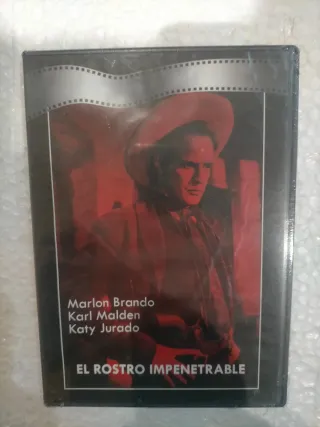 Marlon Brando
Karl Malden
Katy Jurado
EL ROSTRO IMPENETRABLE